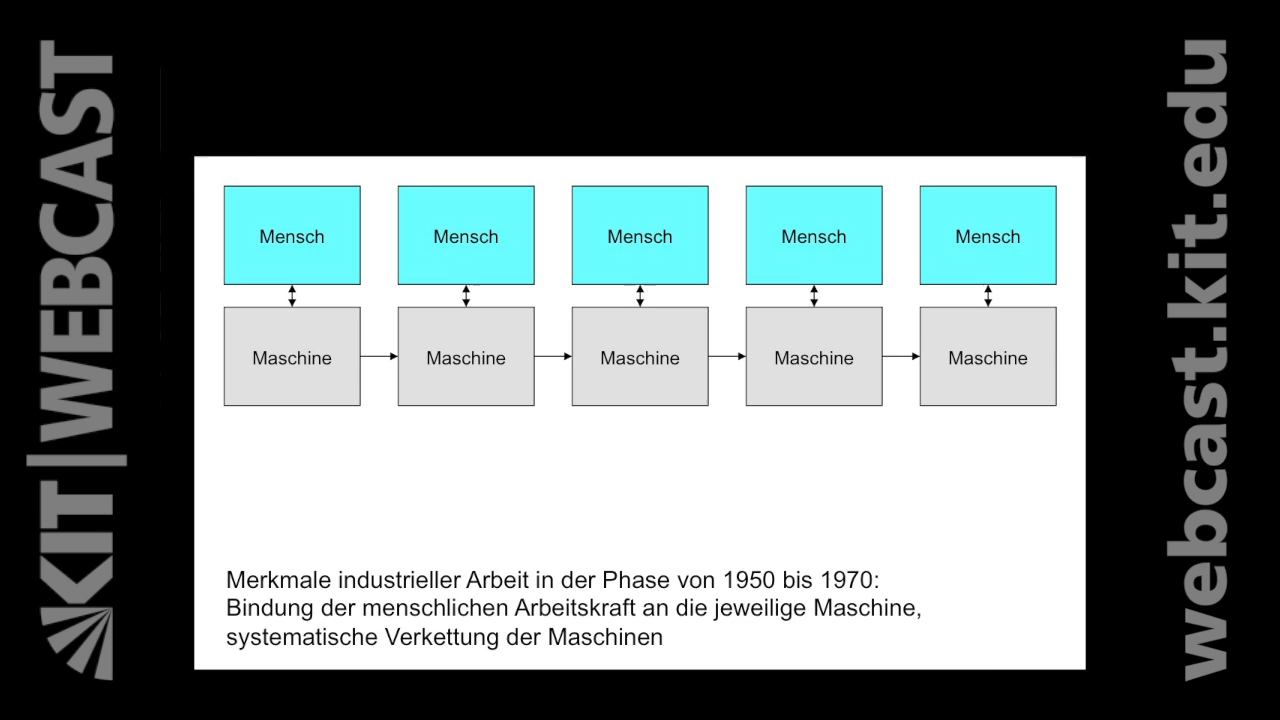 KIT|WEBCAST
Mensch Mensch Mensch Mensch Mensch
Maschine Maschine Maschine Maschine Maschine
Merkmale industrieller Arbeit in der Phase von 1950 bis 1970:
Bindung der menschlichen Arbeitskraft an die jeweilige Maschine,
systematische Verkettung der Maschinen
webcast.kit.edu